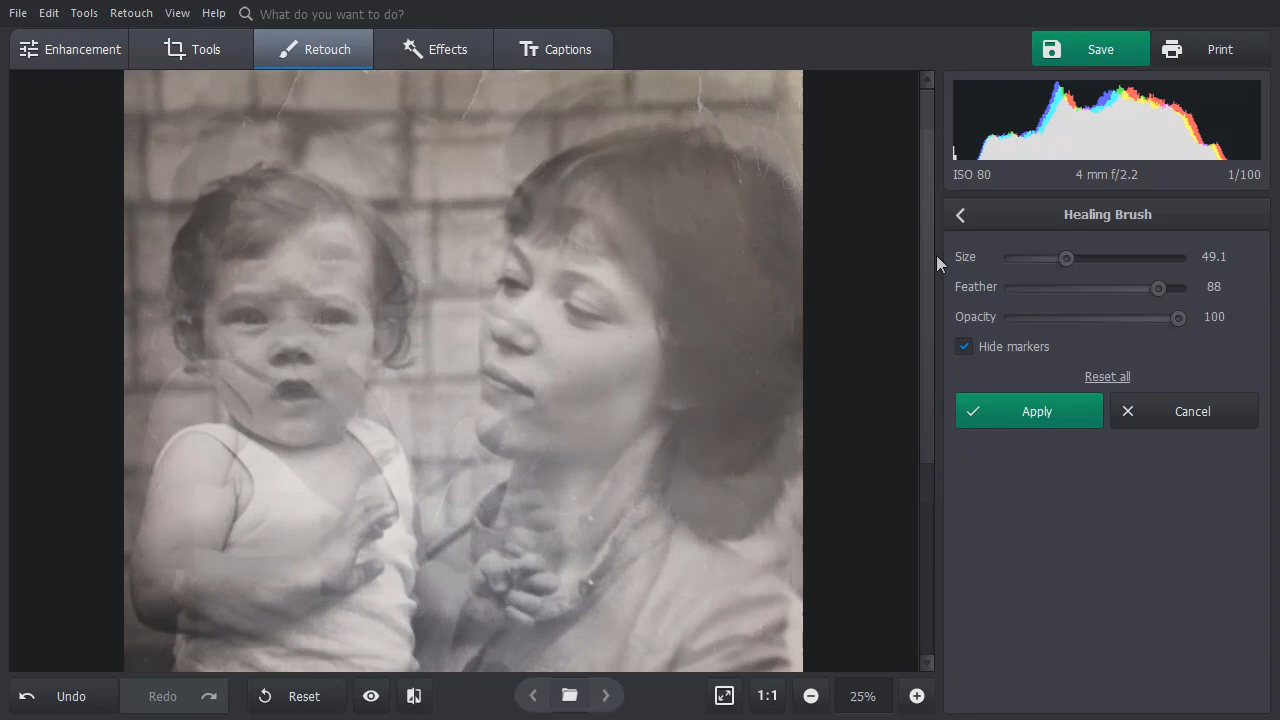 File Edit Tools Retouch View Help What do you want to do?
Enhancement Tools Retouch Effects Captions Save Print
ISO 80 4 mm f/2.2 1/100
Healing Brush
Size 49.1
Feather 88
Opacity 100
Hide markers
Reset all
Apply Cancel
Undo Redo Reset 1:1 25%